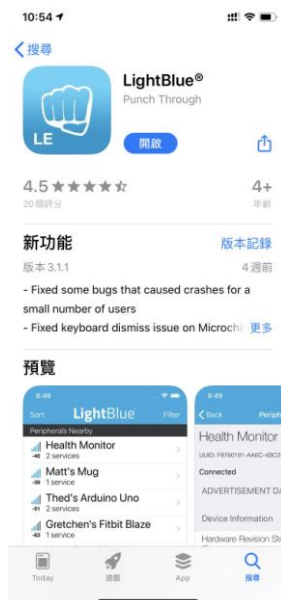 10:54
搜尋
LightBlue®
Punch Through
LE
開啟
4.5
4+
20 個評分
年齡
新功能
版本記錄
版本 3.1.1
4 週前
- Fixed some bugs that caused crashes for a
small number of users
- Fixed keyboard dismiss issue on Microchi
更多
預覽
6:49
Sort
LightBlue
Filter
Peripherals Nearby
Health Monitor
2 services
Matt's Mug
1 service
Thed's Arduino Uno
2 services
Gretchen's Fitbit Blaze
1 service
6:49
Back
Periph
Health Monitor
Connected
ADVERTISEMENT DA
Device Information
Hardware Revision Str
Today
遊戲
App
搜尋